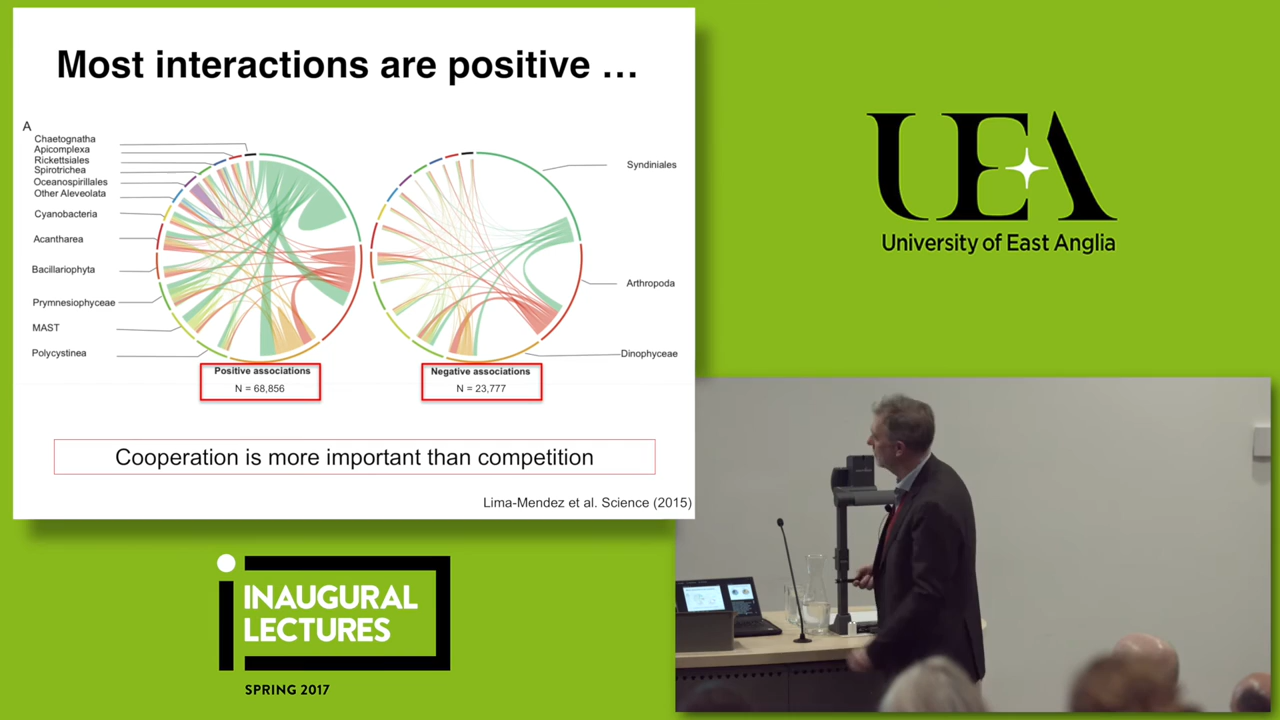 Most interactions are positive …
A
Chaetognatha
Apicomplexa
Rickettsiales
Spirotrichea
Oceanospirillales
Other Aleveolata
Cyanobacteria
Acantharea
Bacillariophyta
Prymnesiophyceae
MAST
Polycystinea
Syndiniales
Arthropoda
Dinophyceae
Positive associations
N = 68,856
Negative associations
N = 23,777
Cooperation is more important than competition
Lima-Mendez et al. Science (2015)
UEA
University of East Anglia
INAUGURAL
LECTURES
SPRING 2017